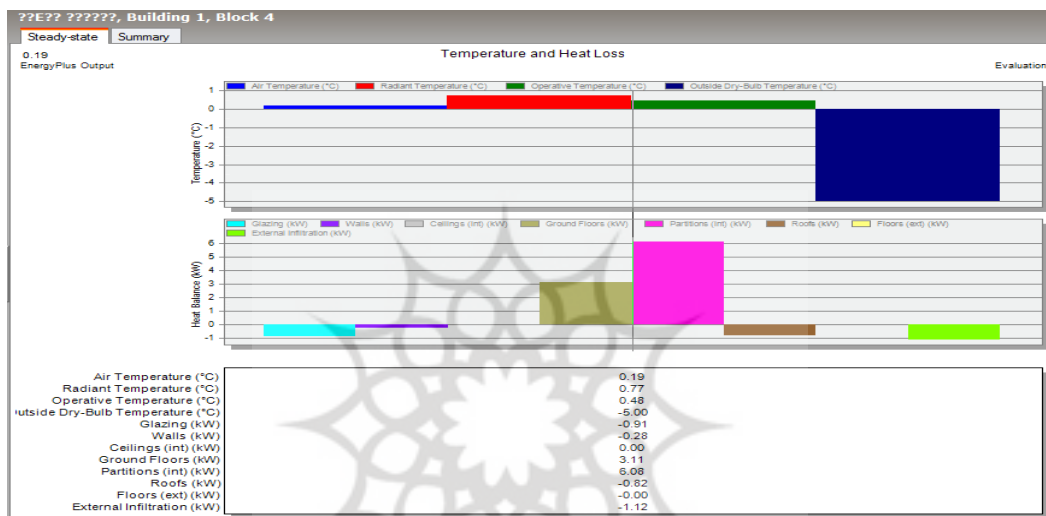 ??E?? ??????, Building 1, Block 4
Steady-state Summary
0.19 Temperature and Heat Loss
EnergyPlus Output Evaluation
Air Temperature (°C) Radiant Temperature (°C) Operative Temperature (°C) Outside Dry-Bulb Temperature (°C)
1
0
-1
-2
-3
-4
-5
Temperature (°C)
Glazing (kW) Walls (kW) Ceilings (int) (kW) Ground Floors (kW) Partitions (int) (kW) Roofs (kW) Floors (ext) (kW)
External Infiltration (kW)
6
5
4
3
2
1
0
-1
Heat Balance (kW)
Air Temperature (°C) 0.19
Radiant Temperature (°C) 0.77
Operative Temperature (°C) 0.48
utside Dry-Bulb Temperature (°C) -5.00
Glazing (kW) -0.91
Walls (kW) -0.28
Ceilings (int) (kW) 0.00
Ground Floors (kW) 3.11
Partitions (int) (kW) 6.08
Roofs (kW) -0.82
Floors (ext) (kW) -0.00
External Infiltration (kW) -1.12